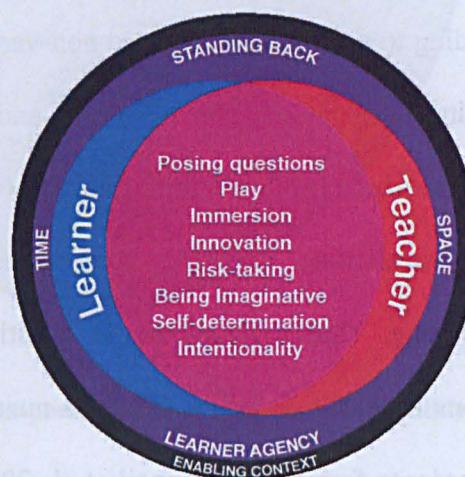 STANDING BACK
Learner
Teacher
TIME
SPACE
Posing questions
Play
Immersion
Innovation
Risk-taking
Being Imaginative
Self-determination
Intentionality
LEARNER AGENCY
ENABLING CONTEXT